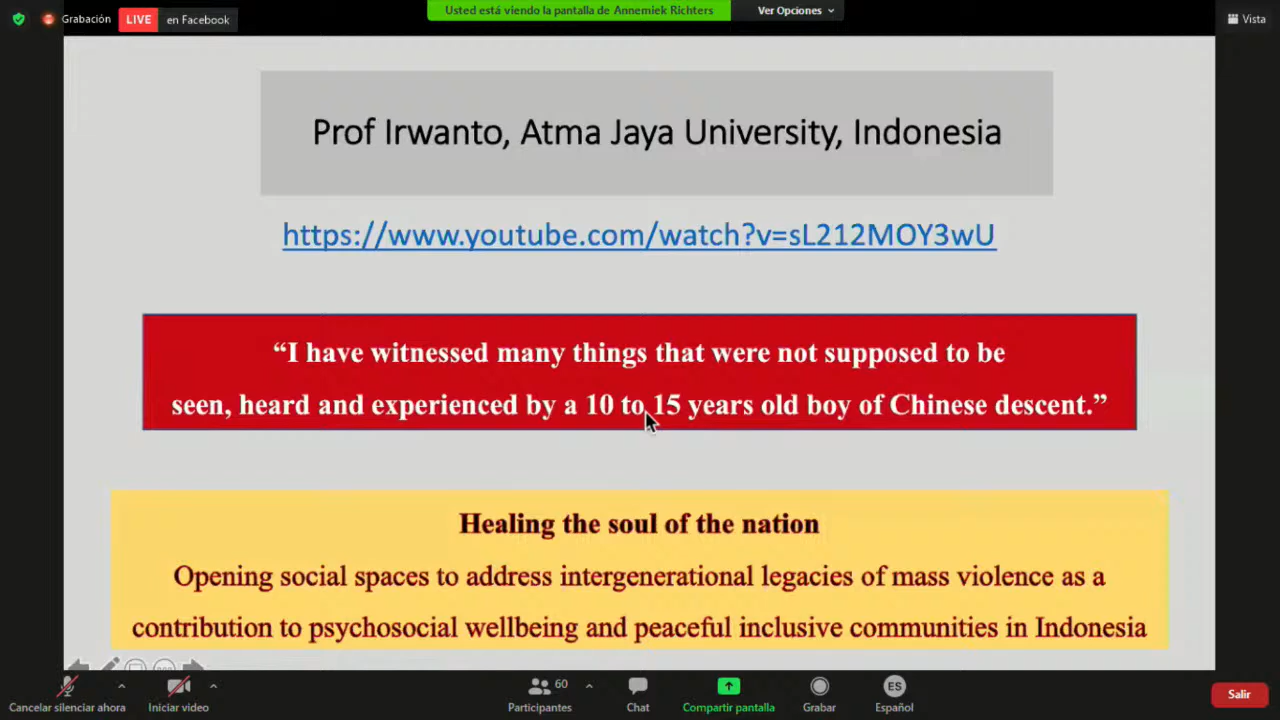 Grabación
LIVE
en Facebook
Usted está viendo la pantalla de Annemiek Richters
Ver Opciones
Vista
Prof Irwanto, Atma Jaya University, Indonesia
https://www.youtube.com/watch?v=sL212MOY3wU
“I have witnessed many things that were not supposed to be
seen, heard and experienced by a 10 to 15 years old boy of Chinese descent.”
Healing the soul of the nation
Opening social spaces to address intergenerational legacies of mass violence as a
contribution to psychosocial wellbeing and peaceful inclusive communities in Indonesia
60
ES
Cancelar silenciar ahora
Iniciar video
Participantes
Chat
Compartir pantalla
Grabar
Español
Salir